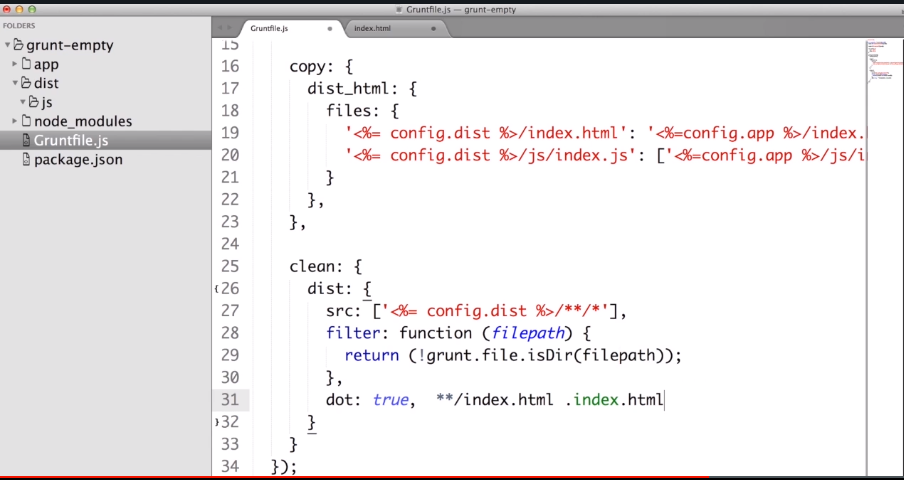 Gruntfile.js — grunt-empty
FOLDERS
grunt-empty
app
dist
js
node_modules
Gruntfile.js
package.json
Gruntfile.js
index.html
15
16 copy: {
17 dist_html: {
18 files: {
19 '<%= config.dist %>/index.html': '<%=config.app %>/index.
20 '<%= config.dist %>/js/index.js': ['<%=config.app %>/js/i
21 }
22 },
23 },
24
25 clean: {
26 dist: {
27 src: ['<%= config.dist %>/**/*'],
28 filter: function (filepath) {
29 return (!grunt.file.isDir(filepath));
30 },
31 dot: true, **/index.html .index.html
32 }
33 }
34 });